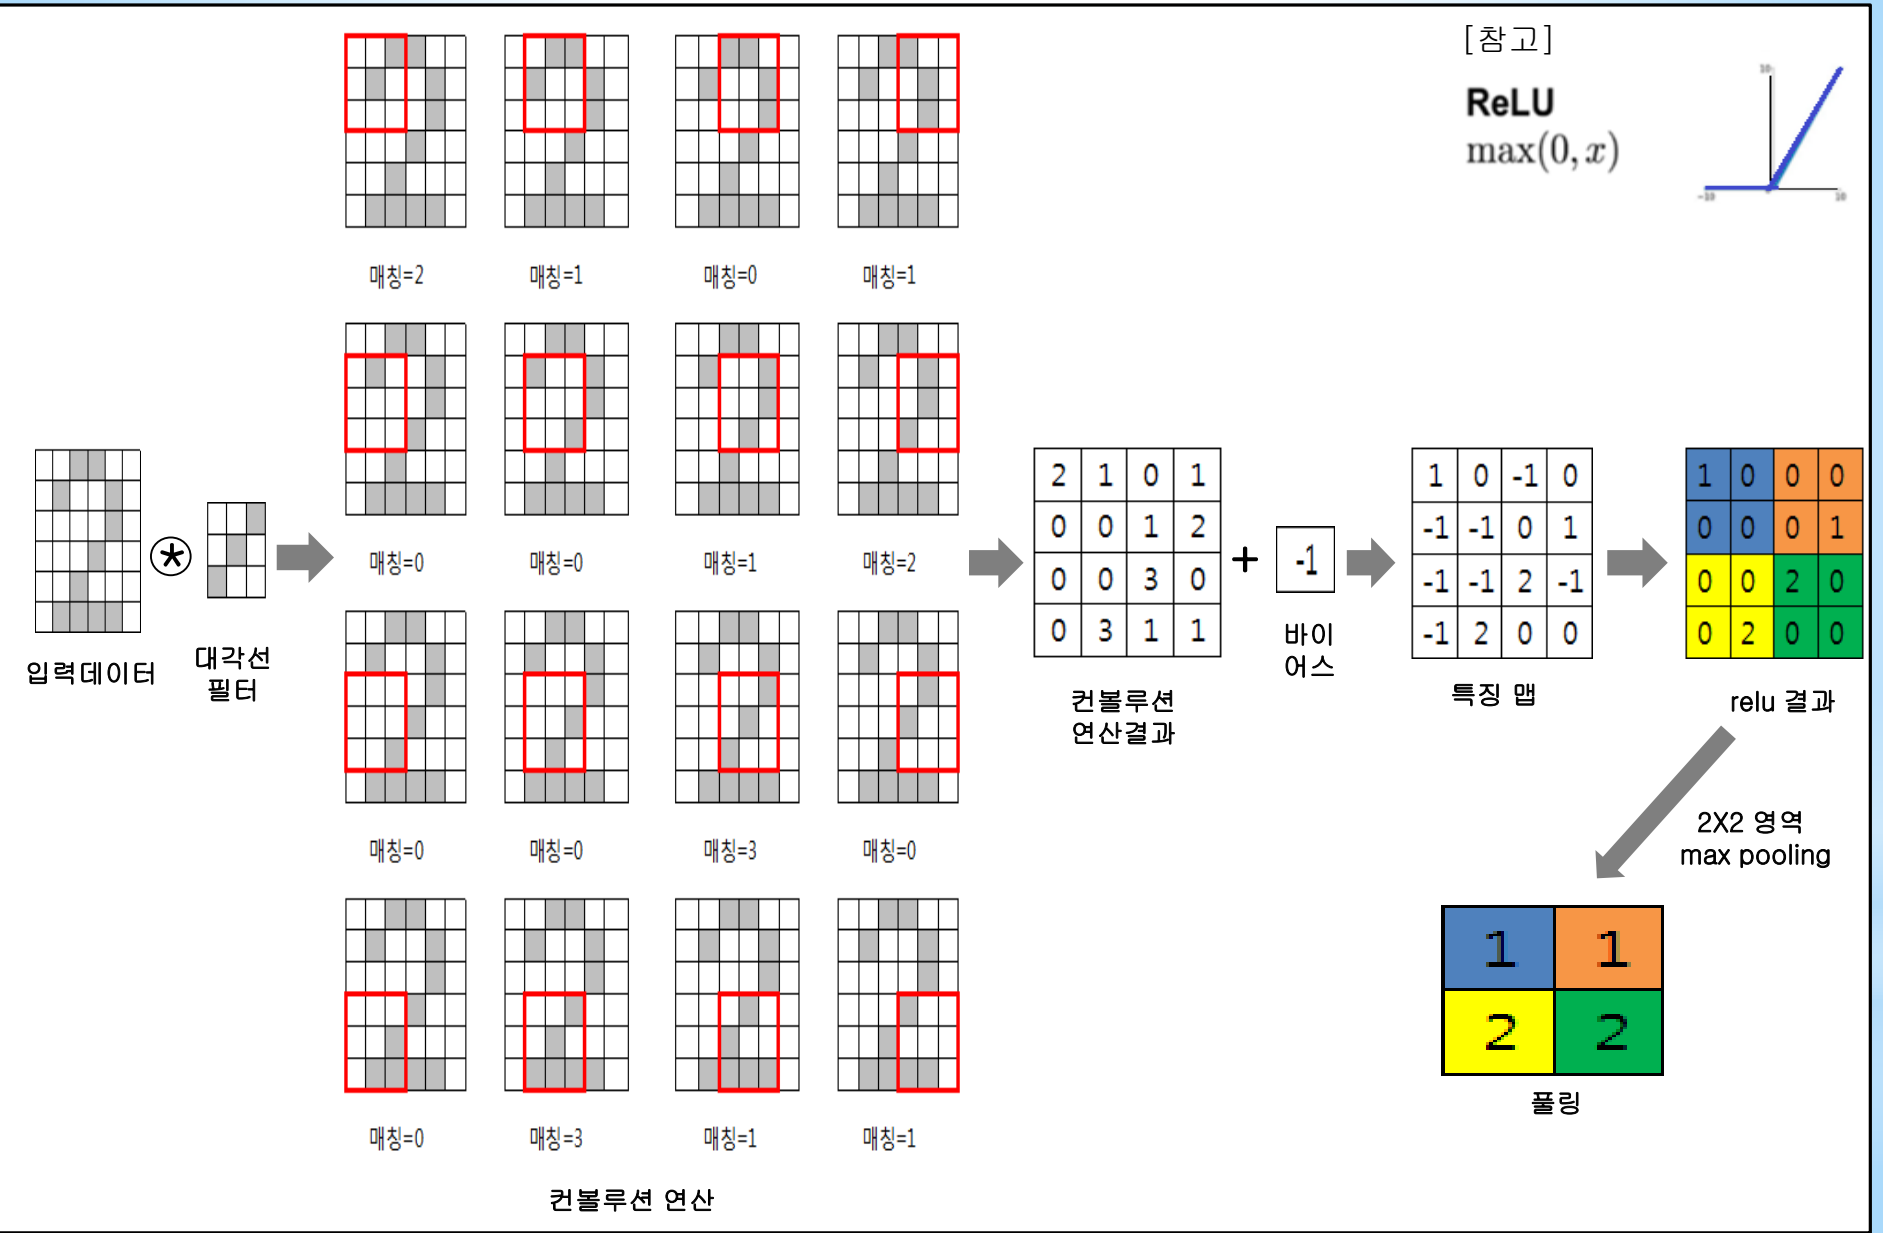 [참고]
ReLU
max(0, x)
10
-10
10
매칭=2
매칭=1
매칭=0
매칭=1
매칭=0
매칭=0
매칭=1
매칭=2
매칭=0
매칭=0
매칭=3
매칭=0
매칭=0
매칭=3
매칭=1
매칭=1
컨볼루션 연산
입력데이터
대각선
필터
2 1 0 1
0 0 1 2
0 0 3 0
0 3 1 1
컨볼루션
연산결과
+
-1
바이
어스
1 0 -1 0
-1 -1 0 1
-1 -1 2 -1
-1 2 0 0
특징 맵
1 0 0 0
0 0 0 1
0 0 2 0
0 2 0 0
relu 결과
2X2 영역
max pooling
1 1
2 2
풀링